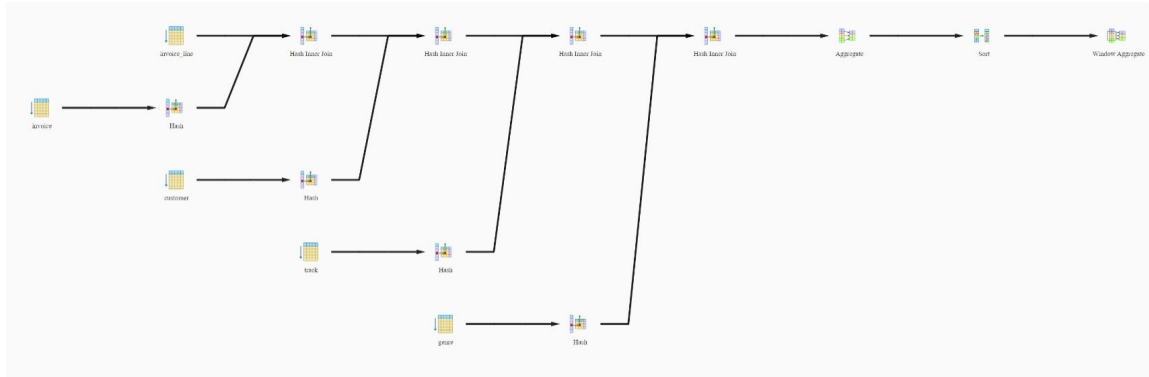 invoice_line
Hash Inner Join
Hash Inner Join
Hash Inner Join
Hash Inner Join
Aggregate
Sort
Window Aggregate
invoice
Hash
customer
Hash
track
Hash
genre
Hash